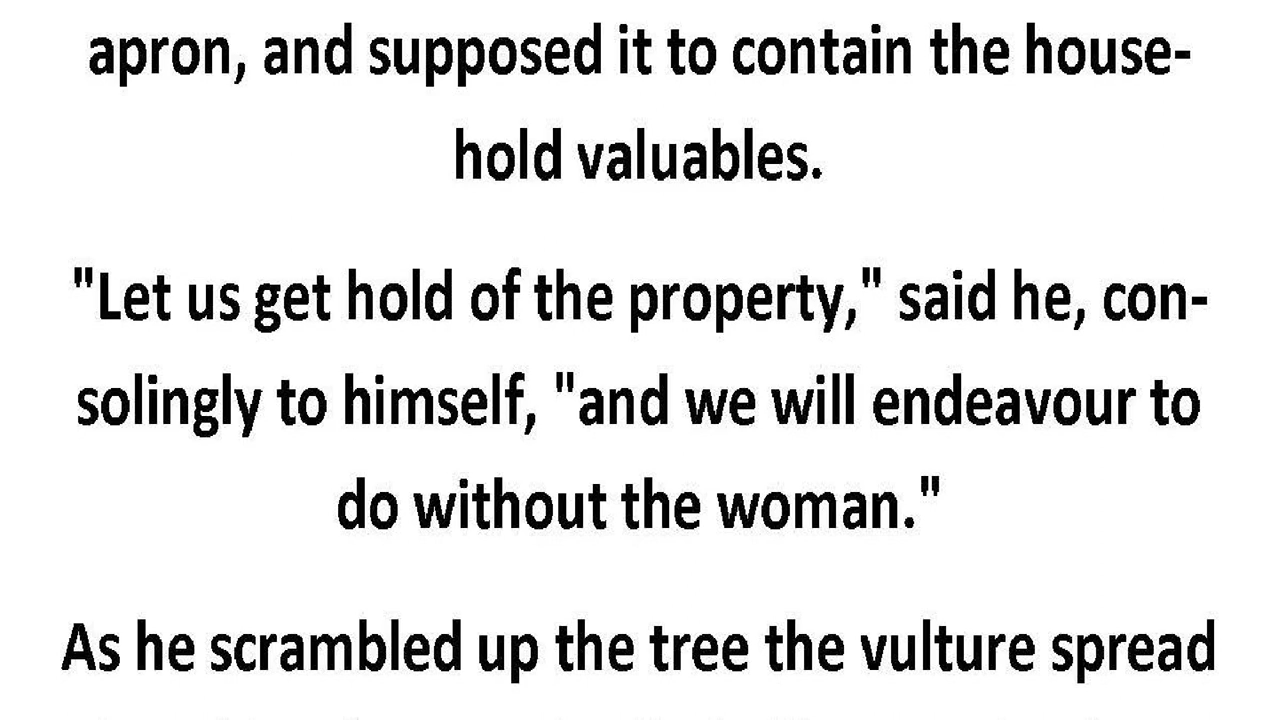 apron, and supposed it to contain the house-
hold valuables.
"Let us get hold of the property," said he, con-
solingly to himself, "and we will endeavour to
do without the woman."
As he scrambled up the tree the vulture spread